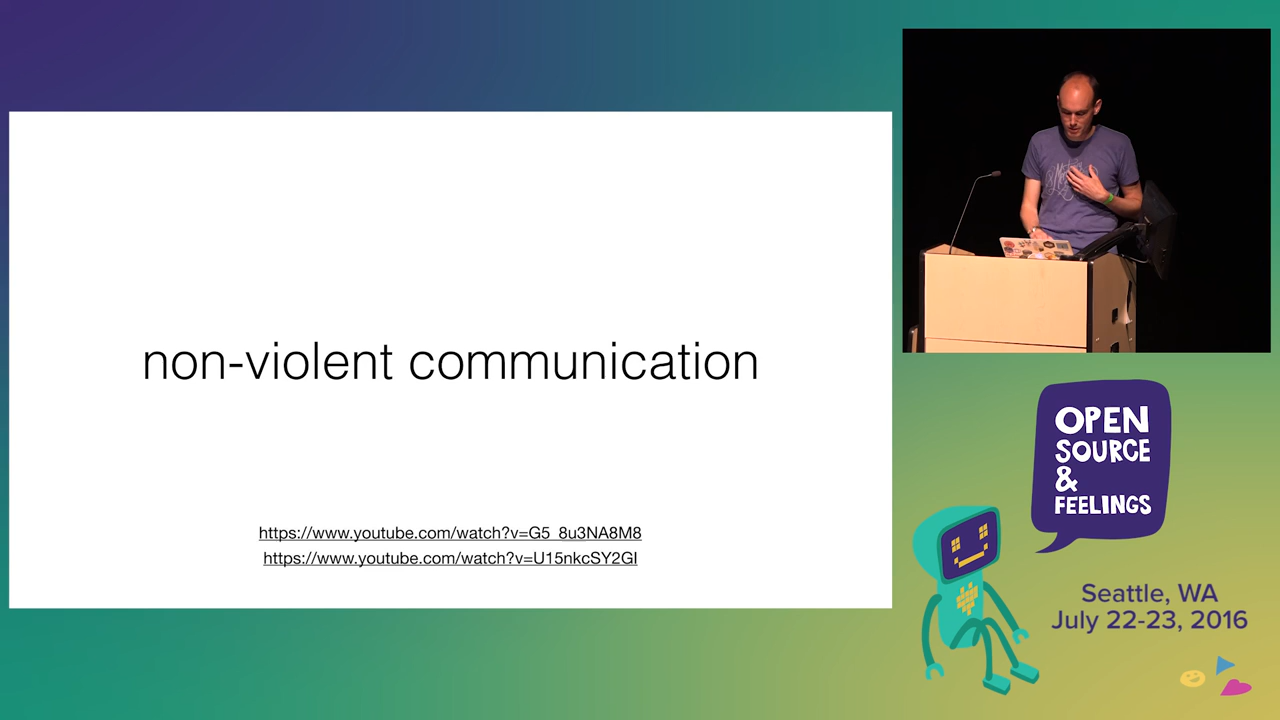 non-violent communication
https://www.youtube.com/watch?v=G5_8u3NA8M8
https://www.youtube.com/watch?v=U15nkcSY2GI
OPEN
SOURCE
&
FEELINGS
Seattle, WA
July 22-23, 2016